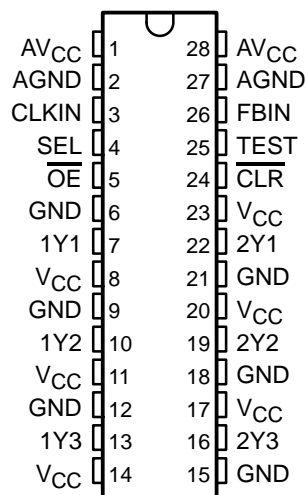 AVCC 1 28 AVCC
AGND 2 27 AGND
CLKIN 3 26 FBIN
SEL 4 25 TEST
O̅E̅ 5 24 C̅L̅R̅
GND 6 23 VCC
1Y1 7 22 2Y1
VCC 8 21 GND
GND 9 20 VCC
1Y2 10 19 2Y2
VCC 11 18 GND
GND 12 17 VCC
1Y3 13 16 2Y3
VCC 14 15 GND